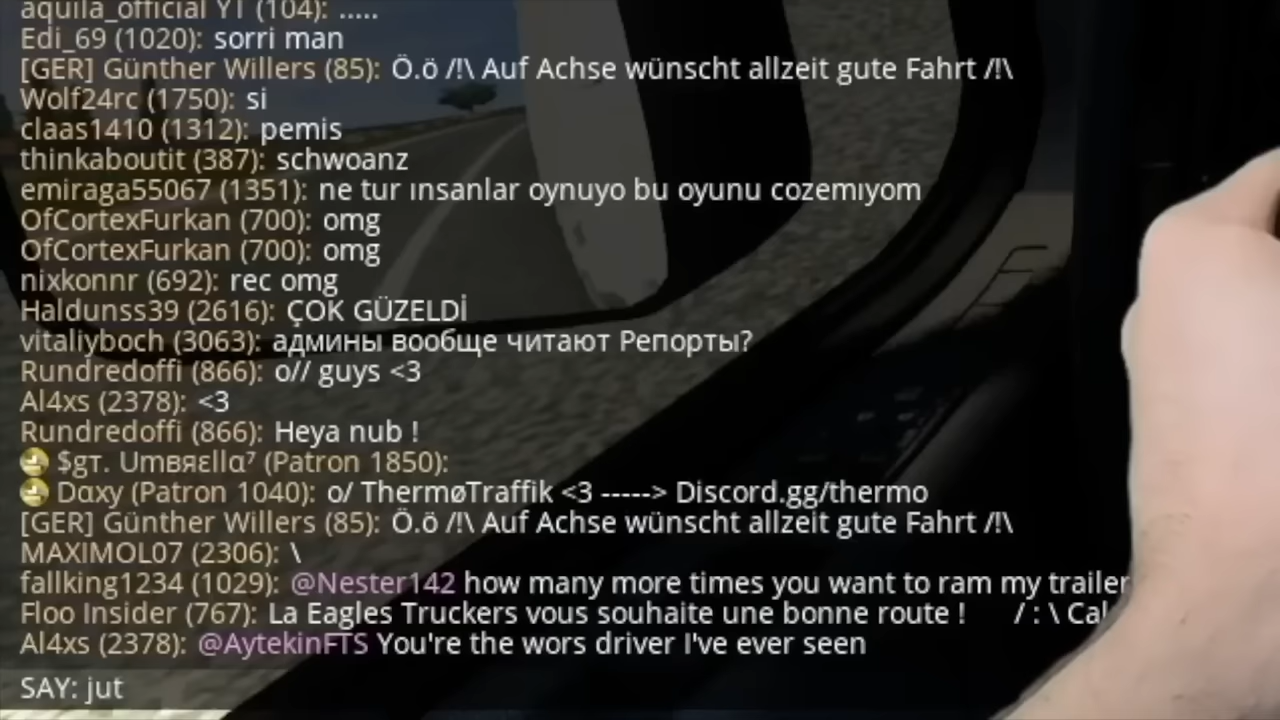 aquila_official YT (104): .....
Edi_69 (1020): sorri man
[GER] Günther Willers (85): Ö.ö /!\ Auf Achse wünscht allzeit gute Fahrt /!\
Wolf24rc (1750): si
claas1410 (1312): pemis
thinkaboutit (387): schwoanz
emiraga55067 (1351): ne tur ınsanlar oynuyo bu oyunu cozemıyom
OfCortexFurkan (700): omg
OfCortexFurkan (700): omg
nixkonnr (692): rec omg
Haldunss39 (2616): ÇOK GÜZELDİ
vitaliyboch (3063): админы вообще читают Репорты?
Rundredoffi (866): o// guys <3
Al4xs (2378): <3
Rundredoffi (866): Heya nub !
$gт. Umвяεllα⁷ (Patron 1850):
Dαxy (Patron 1040): o/ ThermøTraffik <3 -----> Discord.gg/thermo
[GER] Günther Willers (85): Ö.ö /!\ Auf Achse wünscht allzeit gute Fahrt /!\
MAXIMOL07 (2306): \
fallking1234 (1029): @Nester142 how many more times you want to ram my trailer
Floo Insider (767): La Eagles Truckers vous souhaite une bonne route ! / : \
Al4xs (2378): @AytekinFTS You're the wors driver I've ever seen
SAY: jut